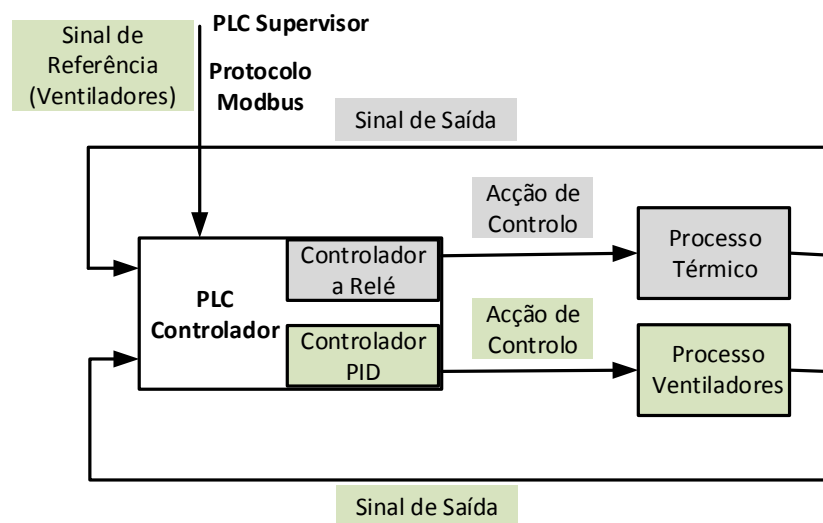 Sinal de
Referência
(Ventiladores)
PLC Supervisor
Protocolo
Modbus
Sinal de Saída
Acção de
Controlo
Controlador
a Relé
Processo
Térmico
PLC
Controlador
Acção de
Controlo
Controlador
PID
Processo
Ventiladores
Sinal de Saída